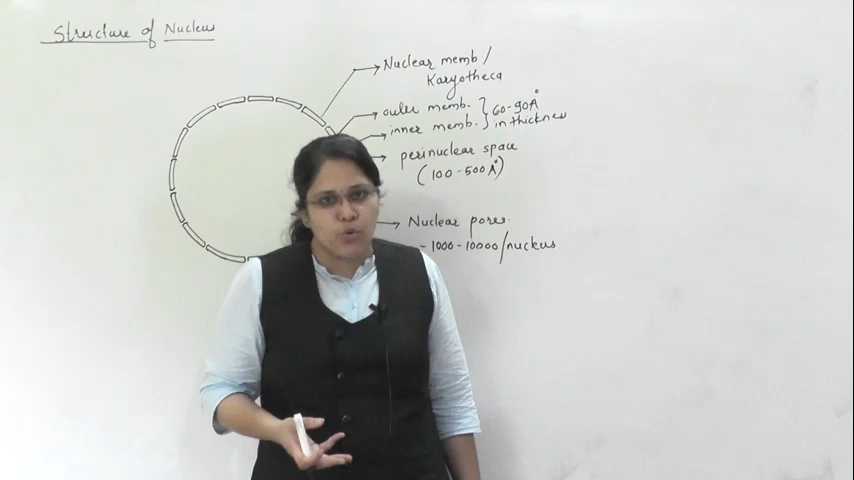 Structure of Nucleus
Nuclear memb/
Karyotheca
outer memb. } 60-90Å
inner memb. } in thicknes
perinuclear space
(100-500Å)
Nuclear pores.
- 1000-10000/nucleus